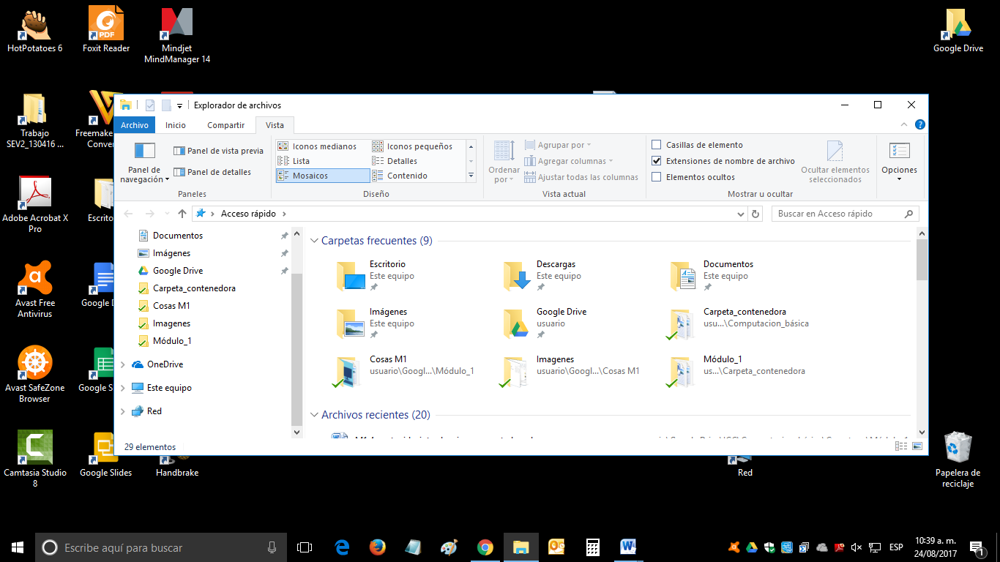 HotPotatoes 6
PDF
Foxit Reader
Mindjet
MindManager 14
Google Drive
Trabajo
SEV2_130416 ...
Freemake
Conver
Adobe Acrobat X
Pro
Escrito
Avast Free
Antivirus
Google D
Avast SafeZone
Browser
Google S
Camtasia Studio
8
Google Slides
Handbrake
Red
Papelera de
reciclaje
Explorador de archivos
Archivo
Inicio
Compartir
Vista
Panel de
navegación
Panel de vista previa
Panel de detalles
Paneles
Iconos medianos
Iconos pequeños
Lista
Detalles
Mosaicos
Contenido
Diseño
Ordenar
por
Agrupar por
Agregar columnas
Ajustar todas las columnas
Vista actual
Casillas de elemento
Extensiones de nombre de archivo
Elementos ocultos
Ocultar elementos
seleccionados
Mostrar u ocultar
Opciones
Acceso rápido
Buscar en Acceso rápido
Documentos
Imágenes
Google Drive
Carpeta_contenedora
Cosas M1
Imagenes
Módulo_1
OneDrive
Este equipo
Red
Carpetas frecuentes (9)
Escritorio
Este equipo
Descargas
Este equipo
Documentos
Este equipo
Imágenes
Este equipo
Google Drive
usuario
Carpeta_contenedora
usu...\Computacion_básica
Cosas M1
usuario\Googl...\Módulo_1
Imagenes
usuario\Googl...\Cosas M1
Módulo_1
us...\Carpeta_contenedora
Archivos recientes (20)
29 elementos
Escribe aquí para buscar
ESP
10:39 a. m.
24/08/2017
1